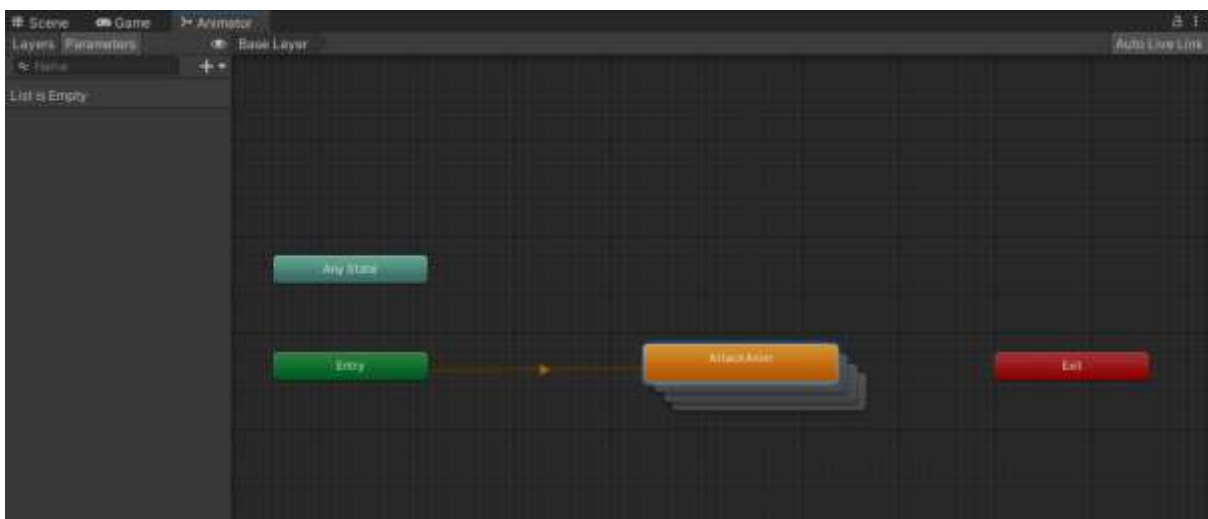 Scene Game Animator
Layers Parameters Base Layer Auto Live Link
Name
List is Empty
Any State
Entry AttackAnim Exit